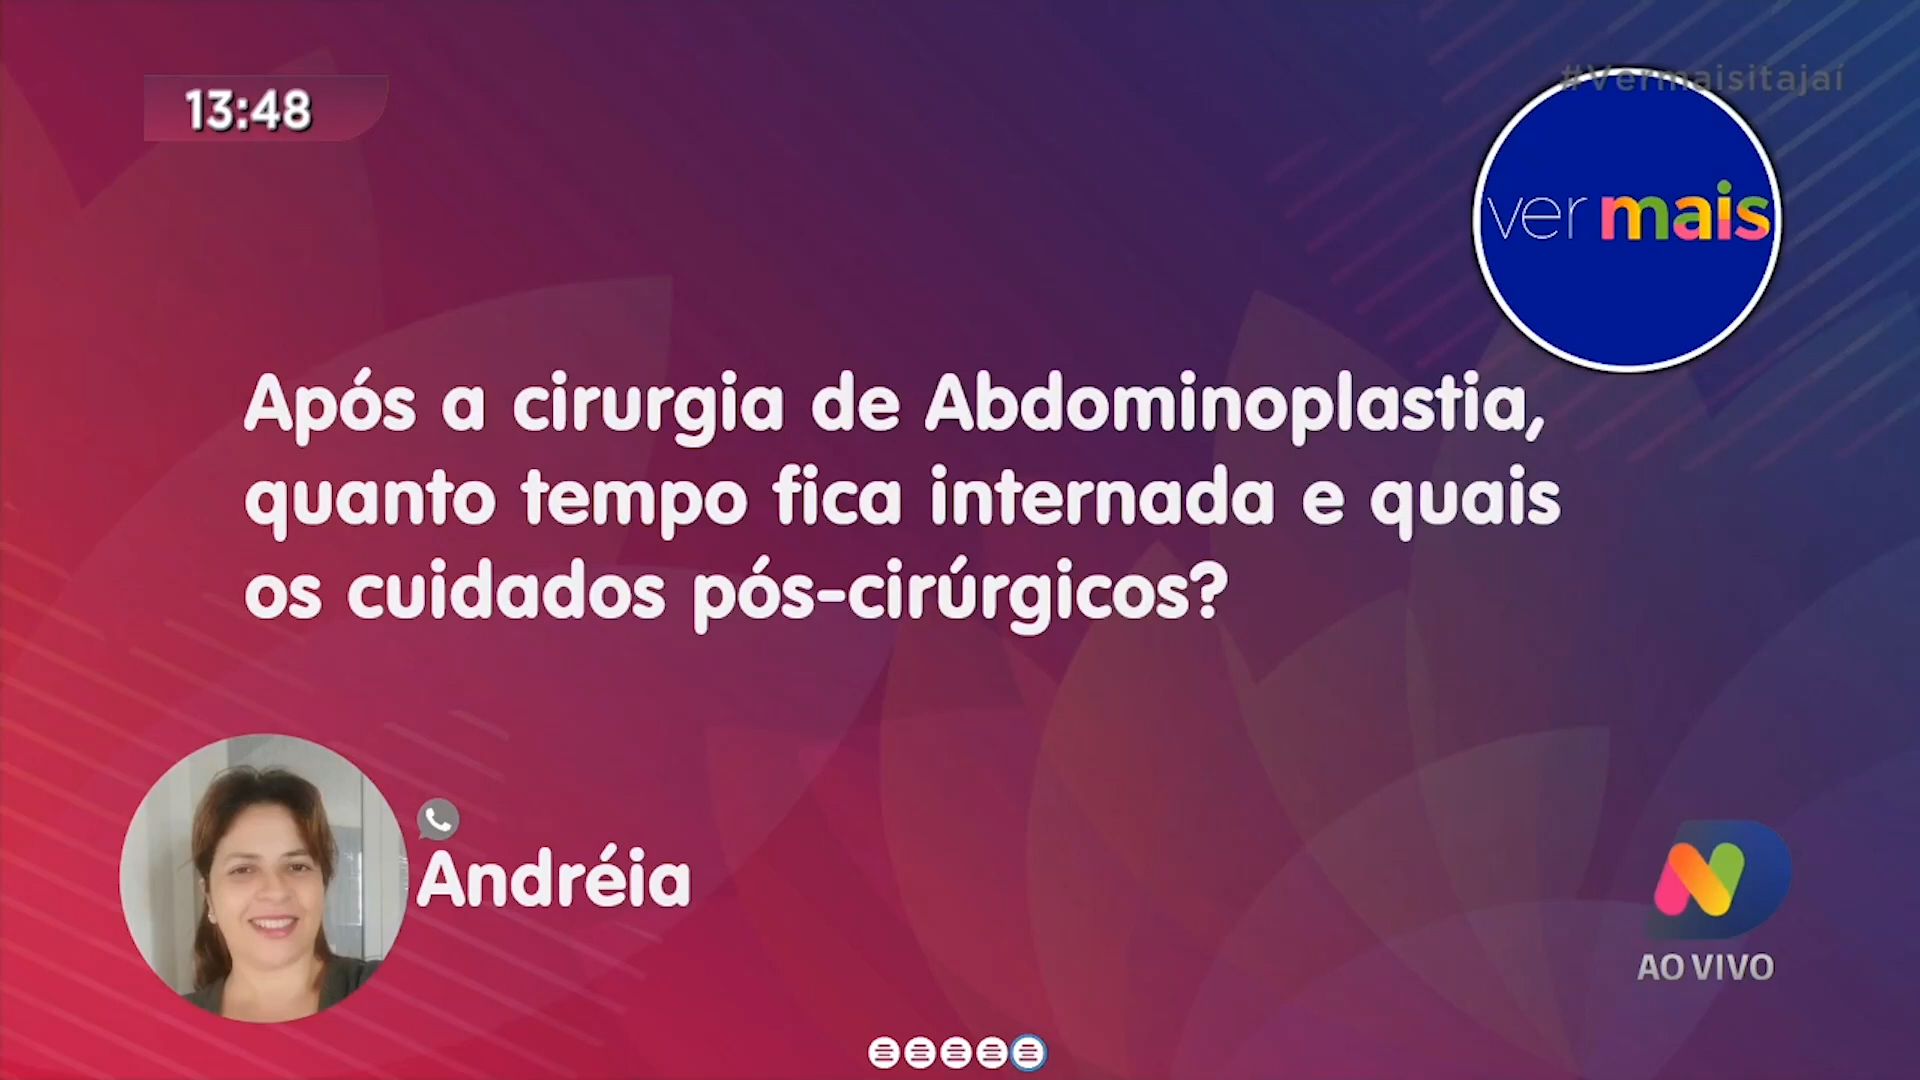 13:48
#Vermaisitajaí
ver mais
Após a cirurgia de Abdominoplastia,
quanto tempo fica internada e quais
os cuidados pós-cirúrgicos?
Andréia
AO VIVO